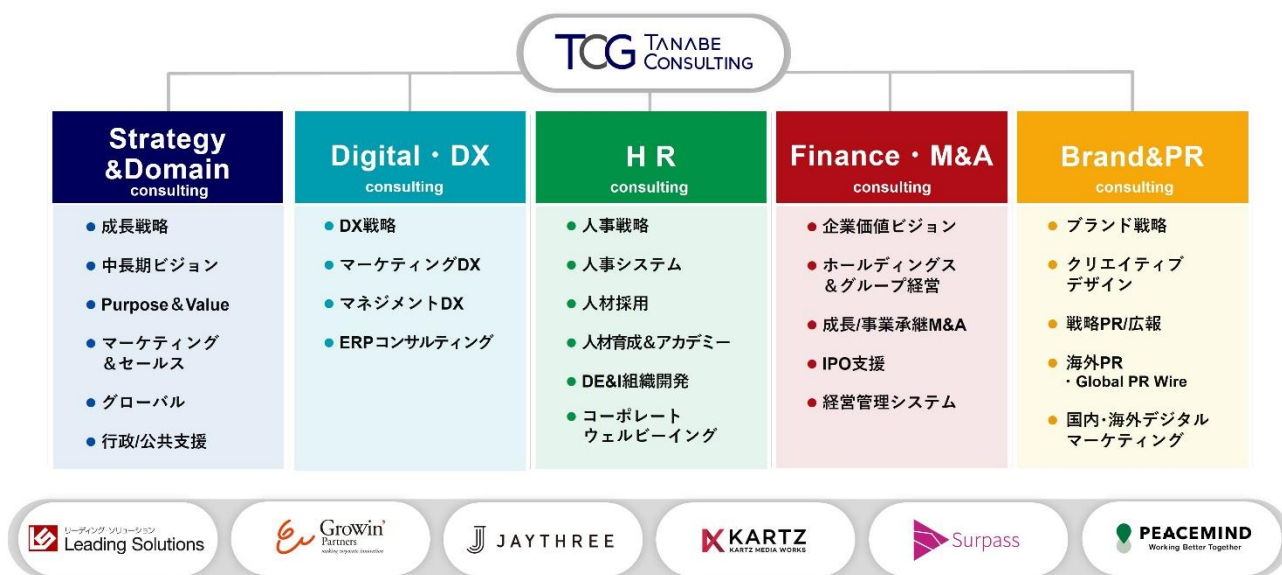 TCG TANABE CONSULTING
Strategy
&Domain
consulting
成長戦略
中長期ビジョン
Purpose＆Value
マーケティング
＆セールス
グローバル
行政/公共支援
Digital・DX
consulting
DX戦略
マーケティングDX
マネジメントDX
ERPコンサルティング
HR
consulting
人事戦略
人事システム
人材採用
人材育成&アカデミー
DE&I組織開発
コーポレート
ウェルビーイング
Finance・M&A
consulting
企業価値ビジョン
ホールディングス
＆グループ経営
成長/事業承継M&A
IPO支援
経営管理システム
Brand&PR
consulting
ブランド戦略
クリエイティブ
デザイン
戦略PR/広報
海外PR
・Global PR Wire
国内・海外デジタル
マーケティング
リーディング・ソリューション
Leading Solutions
GroWin'
Partners
making corporate innovation
JAYTHREE
KARTZ
KARTZ MEDIA WORKS
Surpass
PEACEMIND
Working Better Together